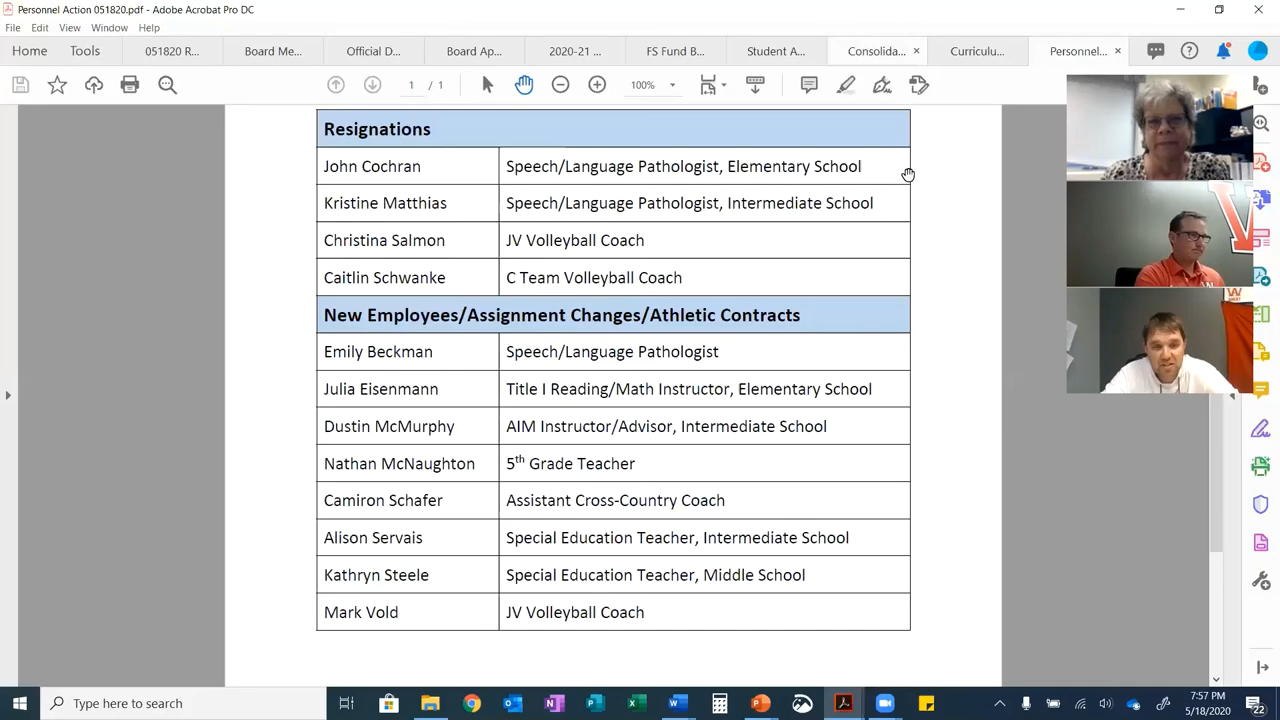 Personnel Action 051820.pdf - Adobe Acrobat Pro DC
File Edit View Window Help
Home Tools 051820 R... Board Me... Official D... Board Ap... 2020-21 ... FS Fund B... Student A... Consolida... × Curriculu... Personnel... ×
1 / 1 100%
Resignations
John Cochran Speech/Language Pathologist, Elementary School
Kristine Matthias Speech/Language Pathologist, Intermediate School
Christina Salmon JV Volleyball Coach
Caitlin Schwanke C Team Volleyball Coach
New Employees/Assignment Changes/Athletic Contracts
Emily Beckman Speech/Language Pathologist
Julia Eisenmann Title I Reading/Math Instructor, Elementary School
Dustin McMurphy AIM Instructor/Advisor, Intermediate School
Nathan McNaughton 5th Grade Teacher
Camiron Schafer Assistant Cross-Country Coach
Alison Servais Special Education Teacher, Intermediate School
Kathryn Steele Special Education Teacher, Middle School
Mark Vold JV Volleyball Coach
W
Type here to search
7:57 PM
5/18/2020
22